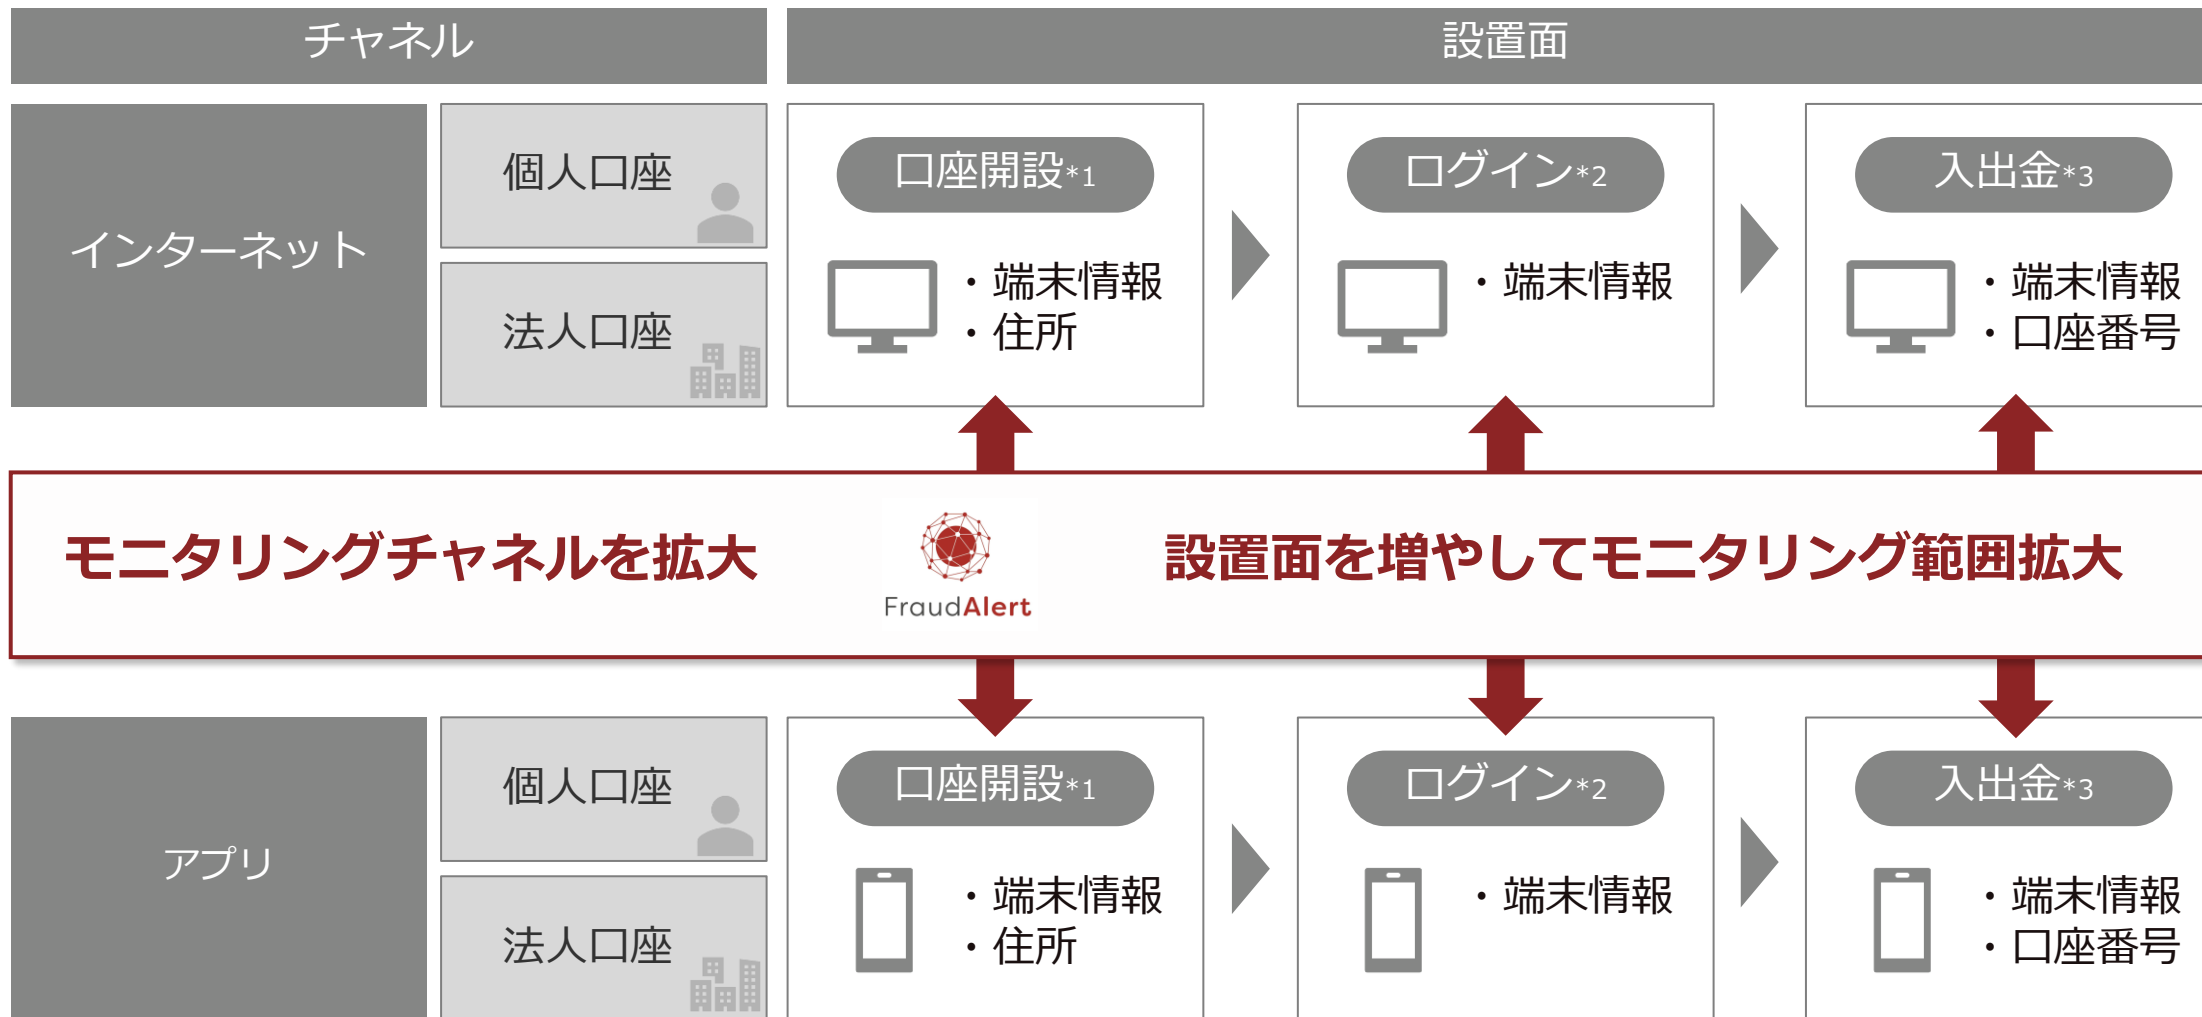 チャネル
設置面
インターネット
個人口座
法人口座
口座開設*1
・端末情報
・住所
ログイン*2
・端末情報
入出金*3
・端末情報
・口座番号
モニタリングチャネルを拡大
FraudAlert
設置面を増やしてモニタリング範囲拡大
アプリ
個人口座
法人口座
口座開設*1
・端末情報
・住所
ログイン*2
・端末情報
入出金*3
・端末情報
・口座番号